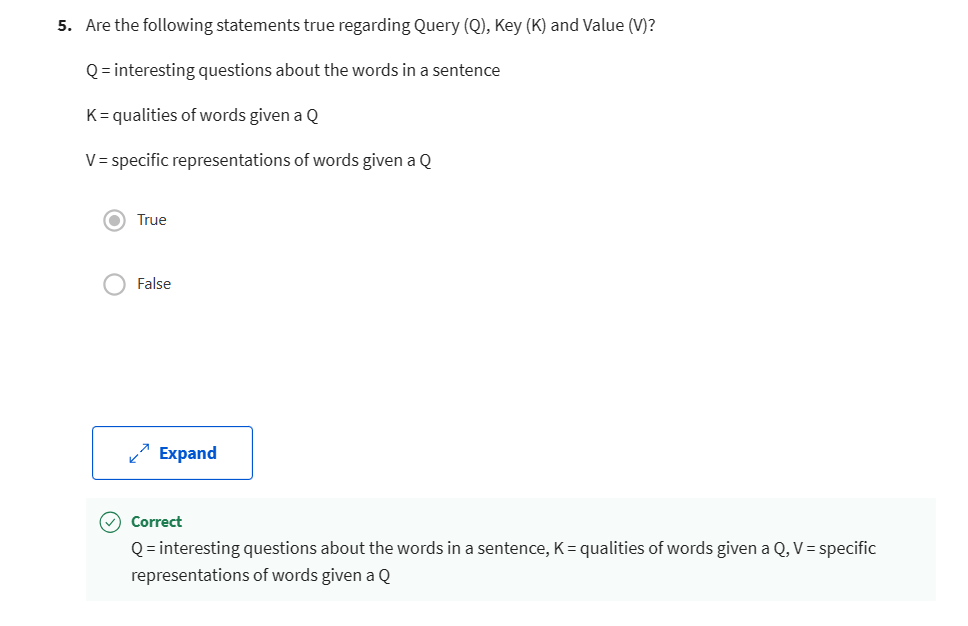 5. Are the following statements true regarding Query (Q), Key (K) and Value (V)?
Q = interesting questions about the words in a sentence
K = qualities of words given a Q
V = specific representations of words given a Q
True
False
Expand
Correct
Q = interesting questions about the words in a sentence, K = qualities of words given a Q, V = specific
representations of words given a Q